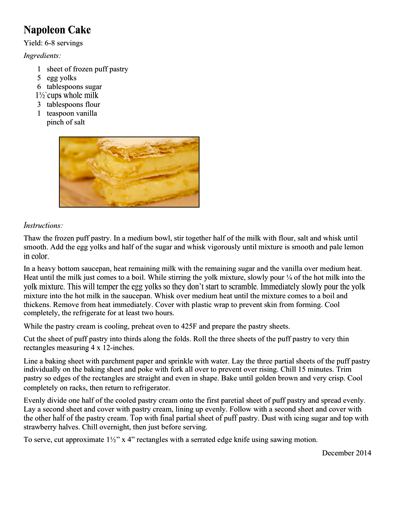 Napoleon Cake
Yield: 6-8 servings
Ingredients:
1 sheet of frozen puff pastry
5 egg yolks
6 tablespoons sugar
1½ cups whole milk
3 tablespoons flour
1 teaspoon vanilla
pinch of salt
Instructions:
Thaw the frozen puff pastry. In a medium bowl, stir together half of the milk with flour, salt and whisk until
smooth. Add the egg yolks and half of the sugar and whisk vigorously until mixture is smooth and pale lemon
in color.
In a heavy bottom saucepan, heat remaining milk with the remaining sugar and the vanilla over medium heat.
Heat until the milk just comes to a boil. While stirring the yolk mixture, slowly pour ¼ of the hot milk into the
yolk mixture. This will temper the egg yolks so they don't start to scramble. Immediately slowly pour the yolk
mixture into the hot milk in the saucepan. Whisk over medium heat until the mixture comes to a boil and
thickens. Remove from heat immediately. Cover with plastic wrap to prevent skin from forming. Cool
completely, the refrigerate for at least two hours.
While the pastry cream is cooling, preheat oven to 425F and prepare the pastry sheets.
Cut the sheet of puff pastry into thirds along the folds. Roll the three sheets of the puff pastry to very thin
rectangles measuring 4 x 12-inches.
Line a baking sheet with parchment paper and sprinkle with water. Lay the three partial sheets of the puff pastry
individually on the baking sheet and poke with fork all over to prevent over rising. Chill 15 minutes. Trim
pastry so edges of the rectangles are straight and even in shape. Bake until golden brown and very crisp. Cool
completely on racks, then return to refrigerator.
Evenly divide one half of the cooled pastry cream onto the first paretial sheet of puff pastry and spread evenly.
Lay a second sheet and cover with pastry cream, lining up evenly. Follow with a second sheet and cover with
the other half of the pastry cream. Top with final partial sheet of puff pastry. Dust with icing sugar and top with
strawberry halves. Chill overnight, then just before serving.
To serve, cut approximate 1½” x 4” rectangles with a serrated edge knife using sawing motion.
December 2014